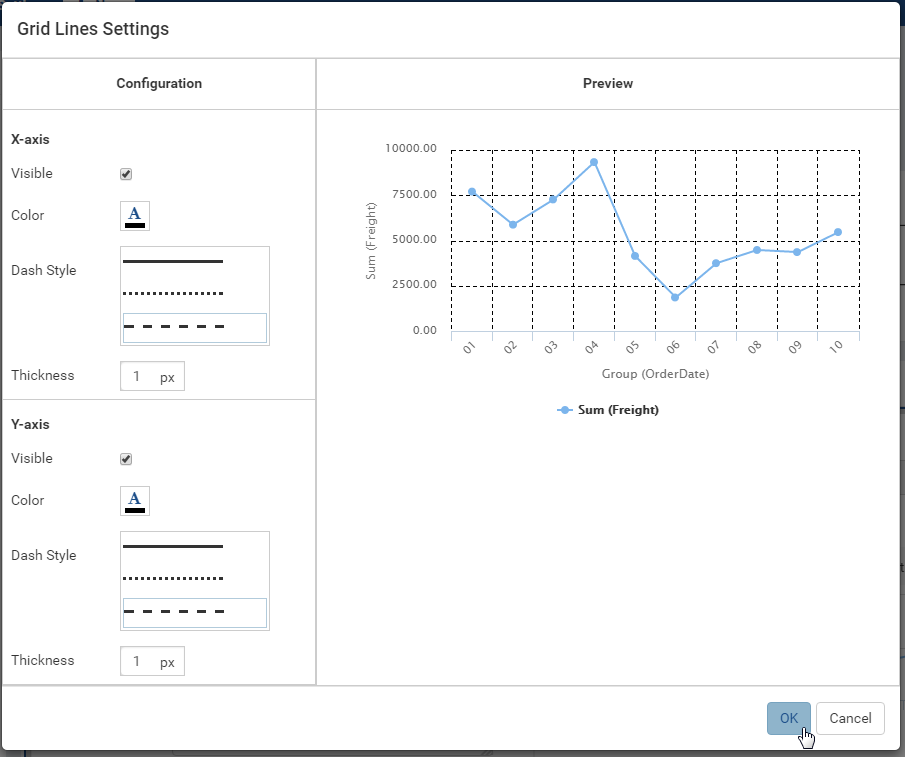 Grid Lines Settings
Configuration
Preview
X-axis
Visible
Color
A
Dash Style
Thickness
1 px
Y-axis
Visible
Color
A
Dash Style
Thickness
1 px
10000.00
7500.00
5000.00
2500.00
0.00
Sum (Freight)
01 02 03 04 05 06 07 08 09 10
Group (OrderDate)
Sum (Freight)
OK
Cancel